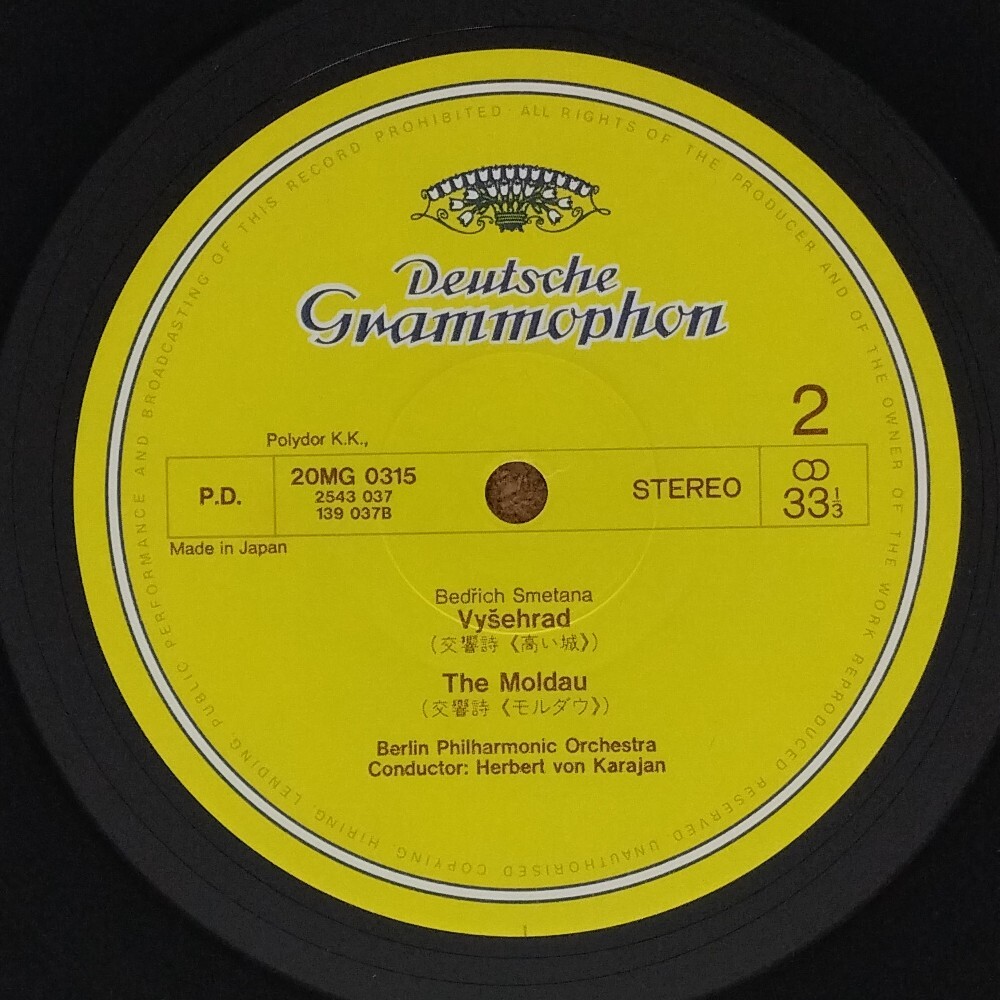 PUBLIC PERFORMANCE AND BROADCASTING OF THIS RECORD PROHIBITED · ALL RIGHTS OF THE PRODUCER AND OF THE OWNER OF THE WORK REPRODUCED RESERVED. UNAUTHORISED COPYING, HIRING, LENDING,
Deutsche
Grammophon
2
Polydor K.K.,
P.D.
20MG 0315
2543 037
139 037B
STEREO
33⅓
Made in Japan
Bedřich Smetana
Vyšehrad
(交響詩《高い城》)
The Moldau
(交響詩《モルダウ》)
Berlin Philharmonic Orchestra
Conductor: Herbert von Karajan